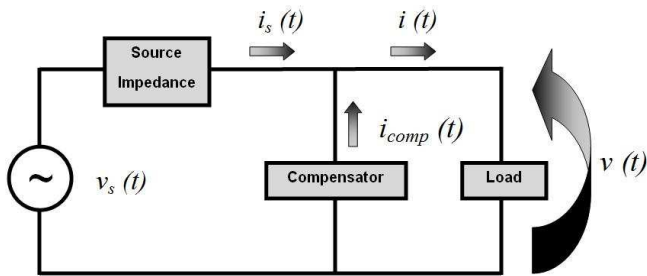 i_s (t)
i (t)
Source
Impedance
i_comp (t)
v_s (t)
~
Compensator
Load
v (t)